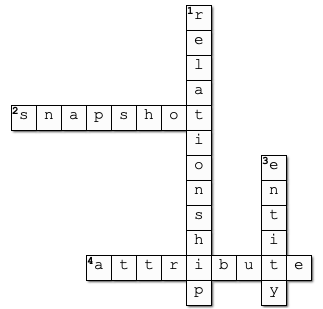 1 relationship
2 snapshot
3 entity
4 attribute